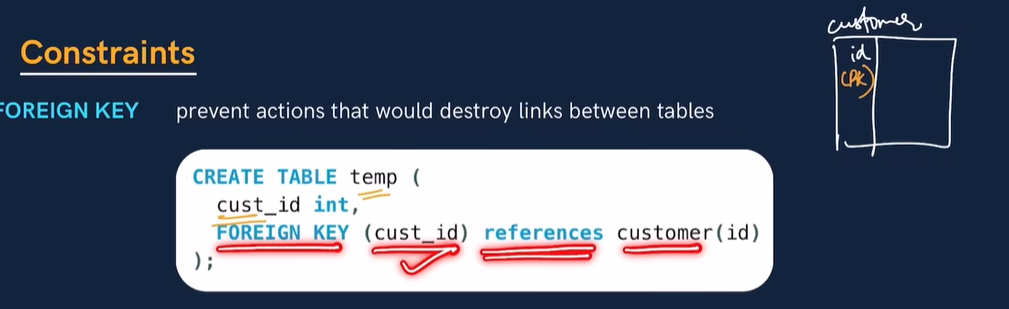 customer
id
(PK)
Constraints
FOREIGN KEY prevent actions that would destroy links between tables
CREATE TABLE temp (
cust_id int,
FOREIGN KEY (cust_id) references customer(id)
);